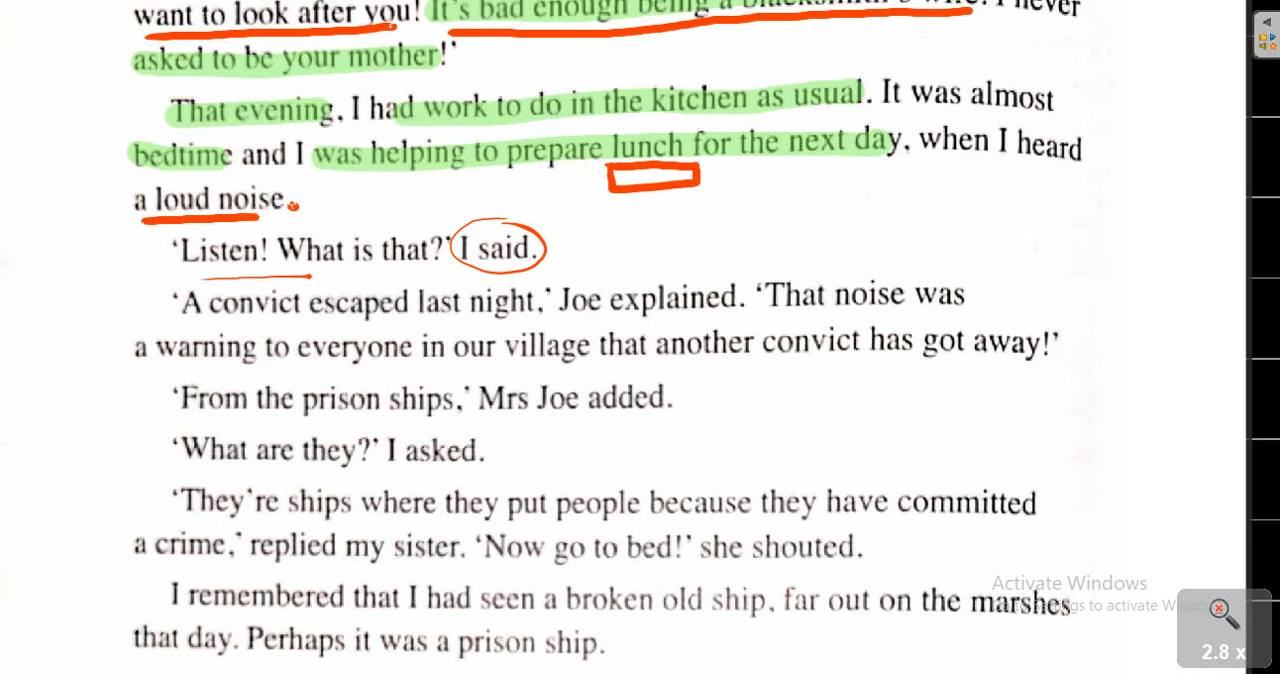 want to look after you! It's bad enough being a blacksmith's wife. I never
asked to be your mother!'
That evening, I had work to do in the kitchen as usual. It was almost
bedtime and I was helping to prepare lunch for the next day, when I heard
a loud noise.
'Listen! What is that?' I said.
'A convict escaped last night,' Joe explained. 'That noise was
a warning to everyone in our village that another convict has got away!'
'From the prison ships,' Mrs Joe added.
'What are they?' I asked.
'They're ships where they put people because they have committed
a crime,' replied my sister. 'Now go to bed!' she shouted.
I remembered that I had seen a broken old ship, far out on the marshes
that day. Perhaps it was a prison ship.
Activate Windows
to activate
2.8 x